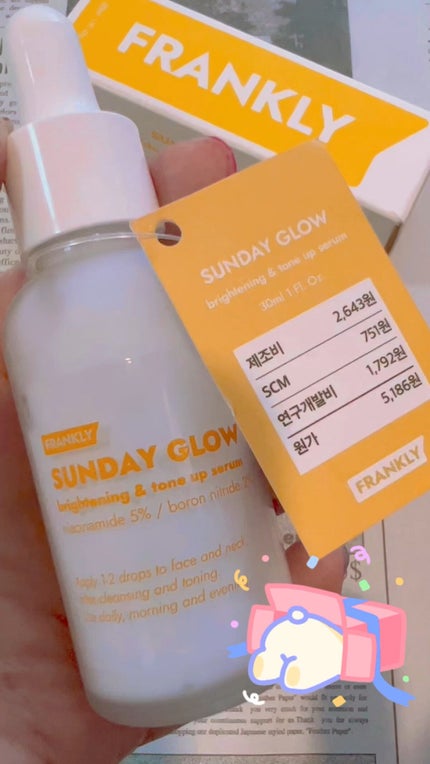 FRANKLY
SUNDAY GLOW
brightening & tone up serum
30ml 1 Fl. Oz.
제조비 2,643원
SCM 751원
연구개발비 1,792원
원가 5,186원
FRANKLY
FRANKLY
SUNDAY GLOW
brightening & tone up serum
niacinamide 5% / boron nitride 2
Apply 1-2 drops to face and neck
after cleansing and toning.
Use daily, morning and evenin